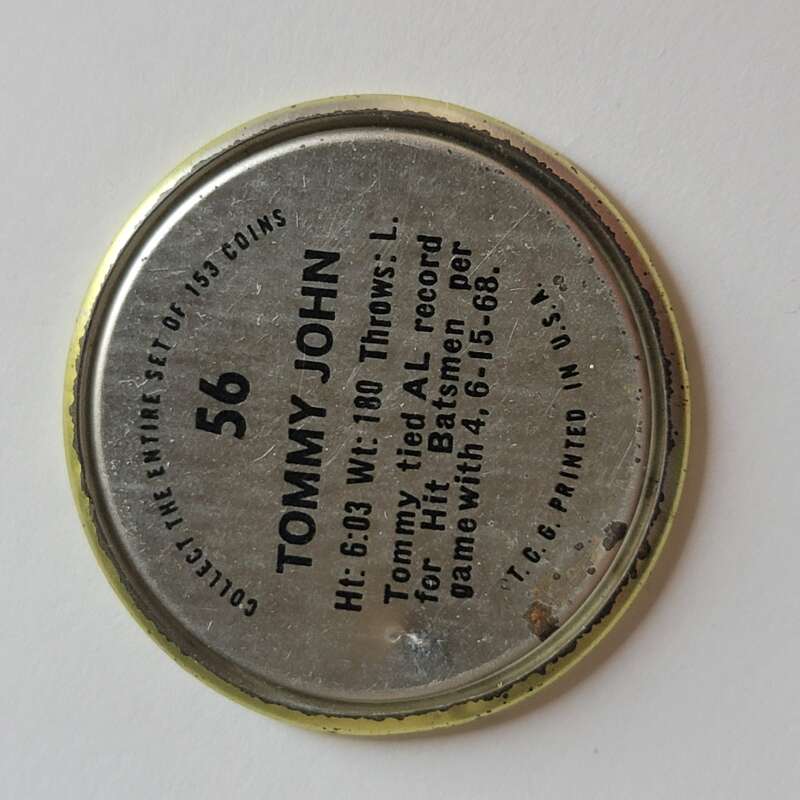 COLLECT THE ENTIRE SET OF 153 COINS
56
TOMMY JOHN
Ht: 6:03 Wt: 180 Throws: L.
Tommy tied AL record
for Hit Batsmen per
game with 4, 6-15-68.
T. C. G. PRINTED IN U.S.A.